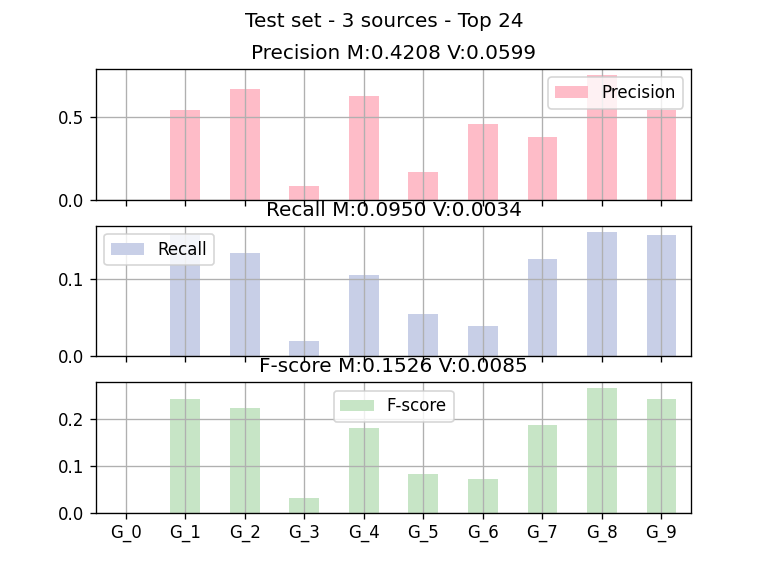 Test set - 3 sources - Top 24
Precision M:0.4208 V:0.0599
Precision
0.5
0.0
Recall M:0.0950 V:0.0034
Recall
0.1
0.0
F-score M:0.1526 V:0.0085
F-score
0.2
0.1
0.0
G_0 G_1 G_2 G_3 G_4 G_5 G_6 G_7 G_8 G_9